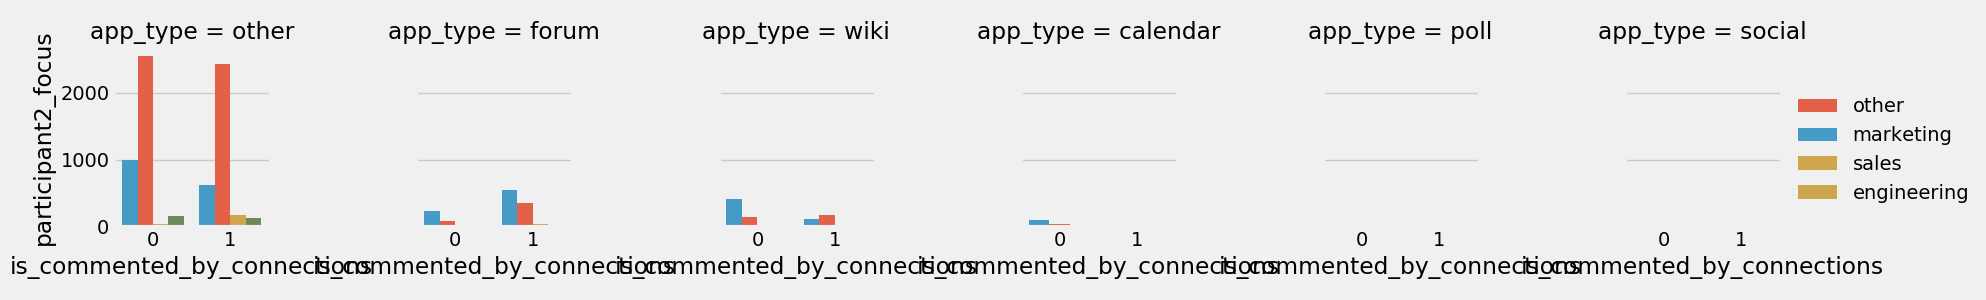 app_type = other
app_type = forum
app_type = wiki
app_type = calendar
app_type = poll
app_type = social
participant2_focus
2000
1000
0
0 1
0 1
0 1
0 1
0 1
0 1
is_commented_by_connections
is_commented_by_connections
is_commented_by_connections
is_commented_by_connections
is_commented_by_connections
is_commented_by_connections
other
marketing
sales
engineering